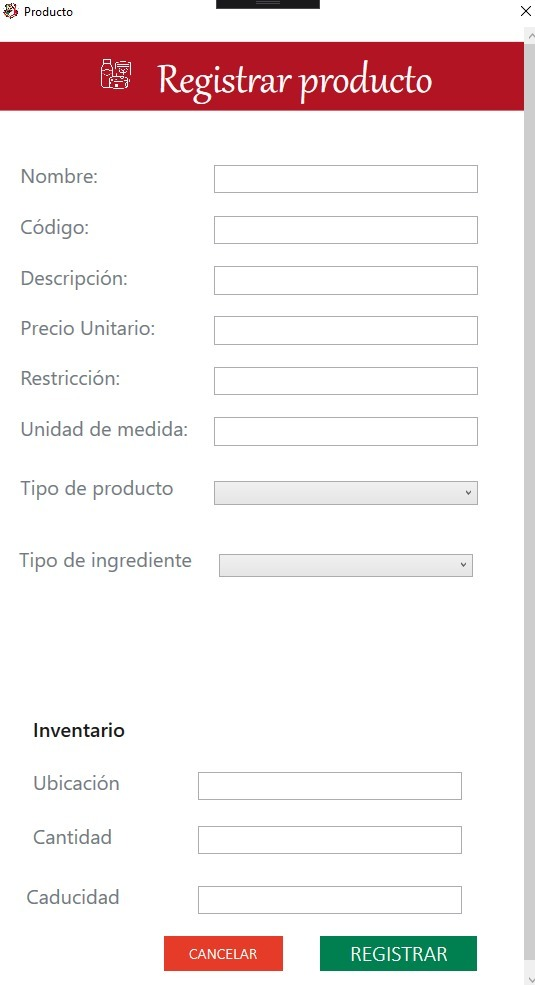 Producto
Registrar producto
Nombre:
Código:
Descripción:
Precio Unitario:
Restricción:
Unidad de medida:
Tipo de producto
Tipo de ingrediente
Inventario
Ubicación
Cantidad
Caducidad
CANCELAR REGISTRAR